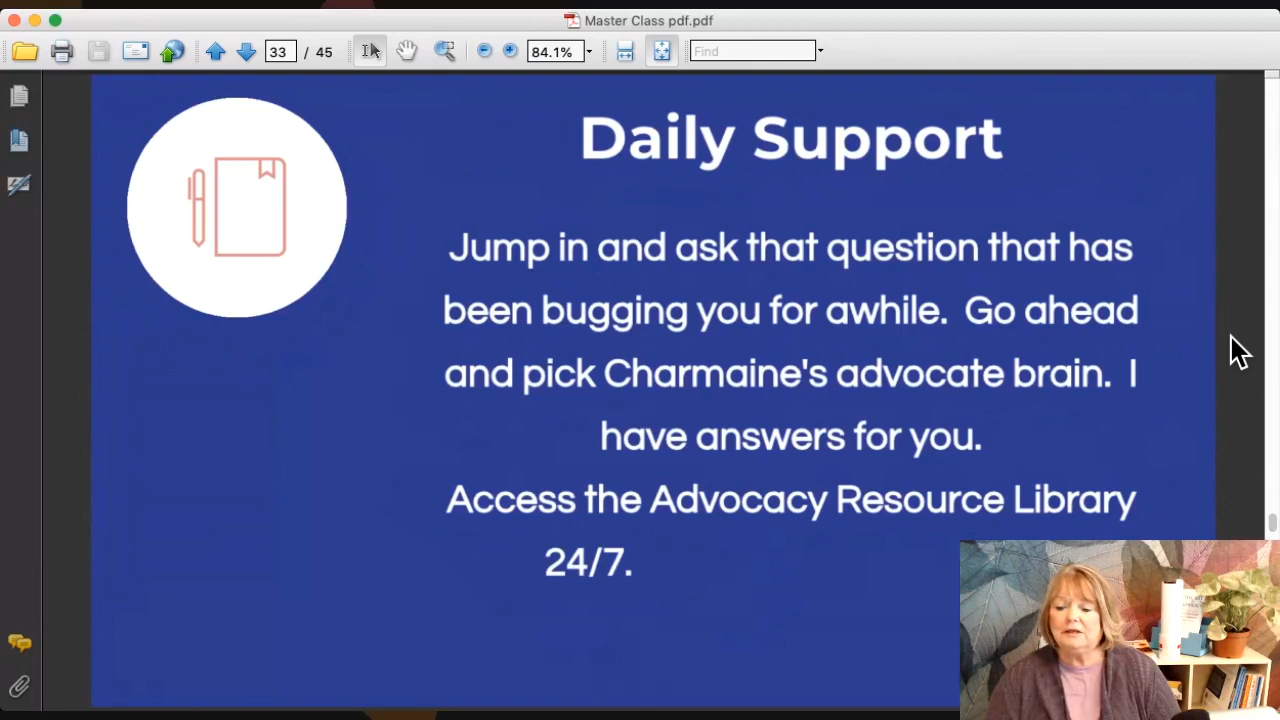 Master Class pdf.pdf
33 / 45
84.1%
Find
Daily Support
Jump in and ask that question that has
been bugging you for awhile.  Go ahead
and pick Charmaine's advocate brain.  I
have answers for you.
Access the Advocacy Resource Library
24/7.